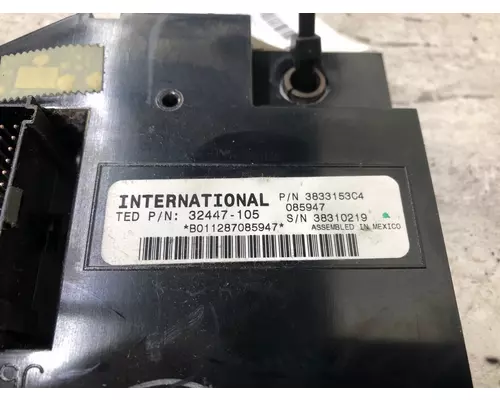 INTERNATIONAL P/N 3833153C4
085947
TED P/N: 32447-105 S/N 38310219
*B011287085947* ASSEMBLED IN MEXICO